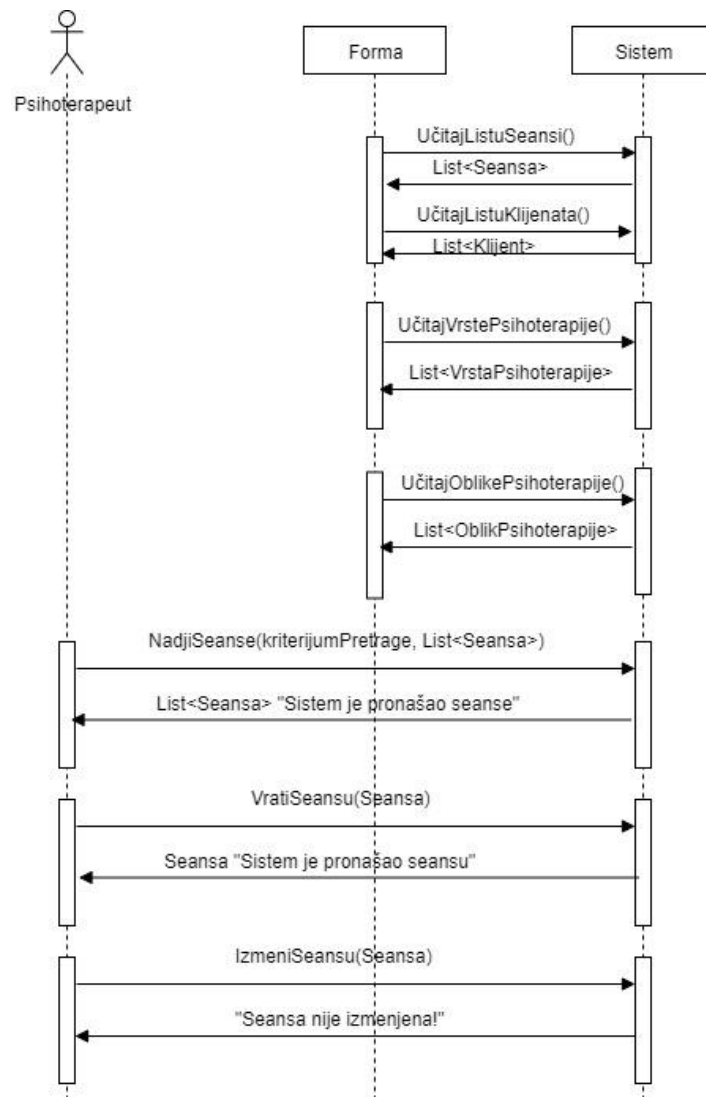 Forma
Sistem
Psihoterapeut
UčitajListuSeansi()
List<Seansa>
UčitajListuKlijenata()
List<Klijent>
UčitajVrstePsihoterapije()
List<VrstaPsihoterapije>
UčitajOblikePsihoterapije()
List<OblikPsihoterapije>
NadjiSeanse(kriterijumPretrage, List<Seansa>)
List<Seansa> "Sistem je pronašao seanse"
VratiSeansu(Seansa)
Seansa "Sistem je pronašao seansu"
IzmeniSeansu(Seansa)
"Seansa nije izmenjena!"